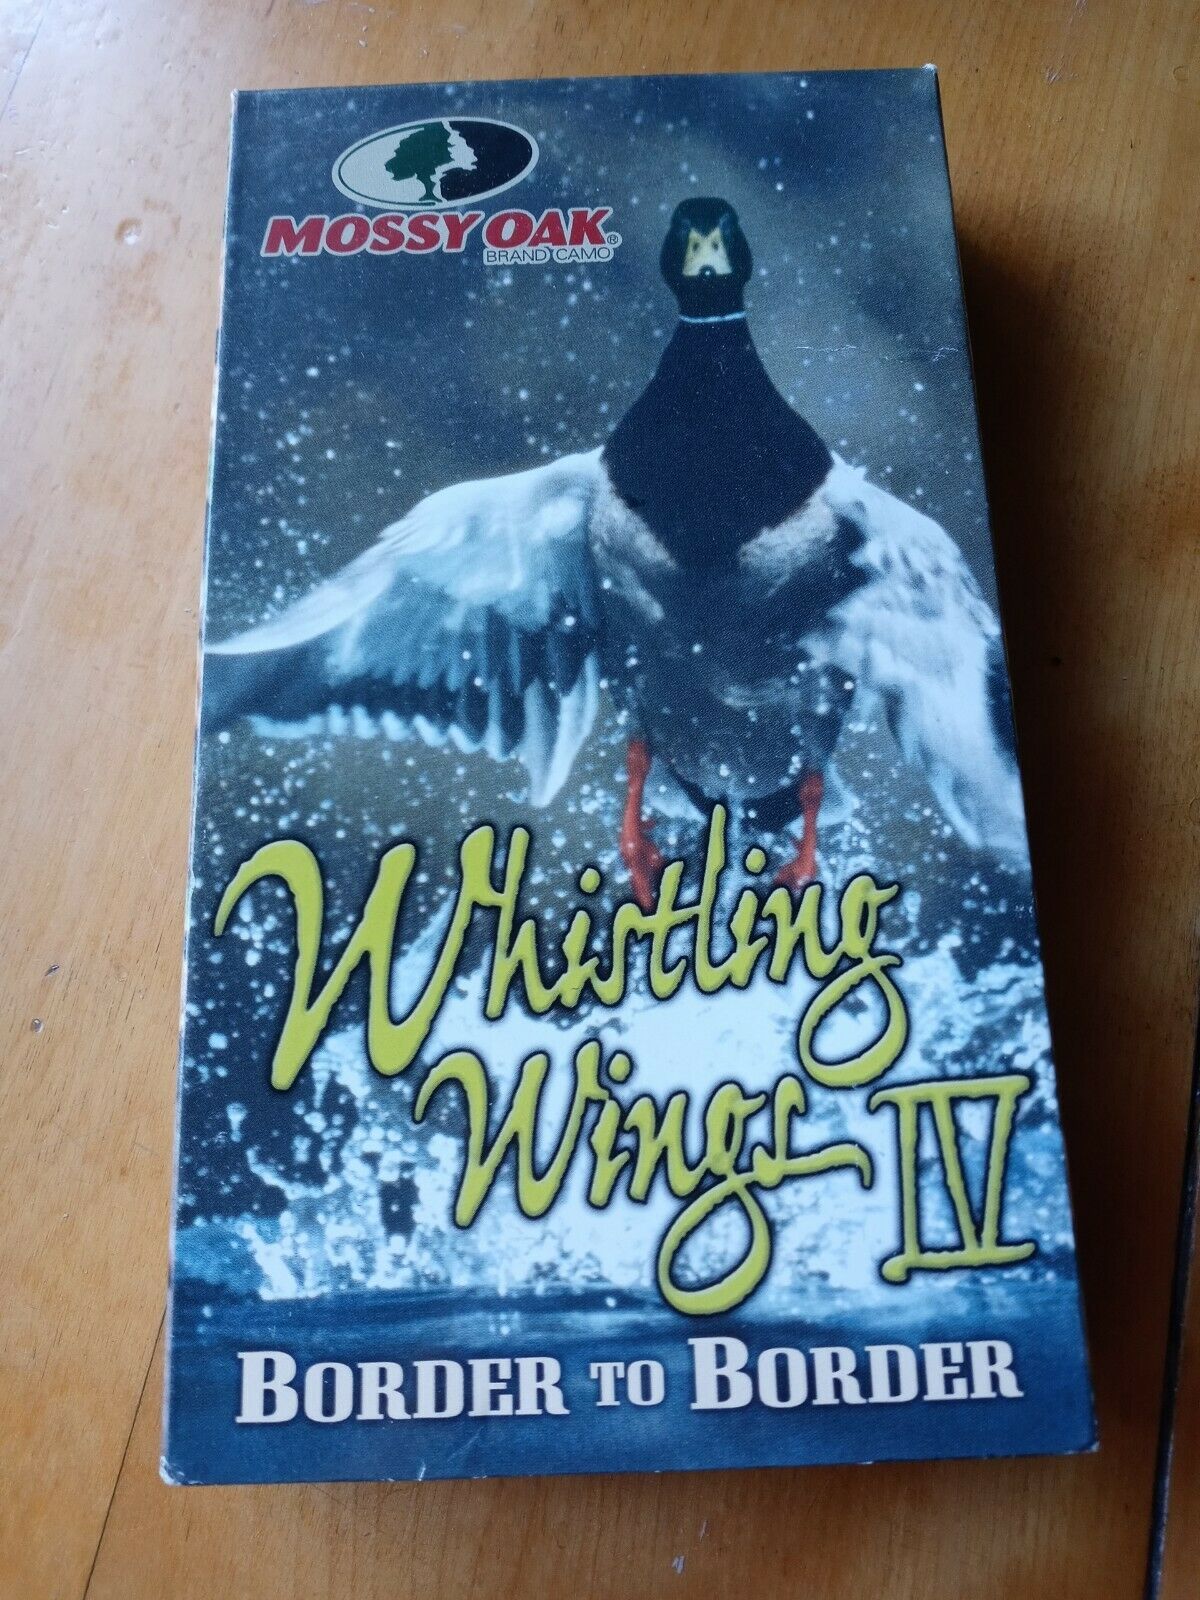 MOSSY OAK®
BRAND CAMO
Whistling
Wings IV
BORDER TO BORDER